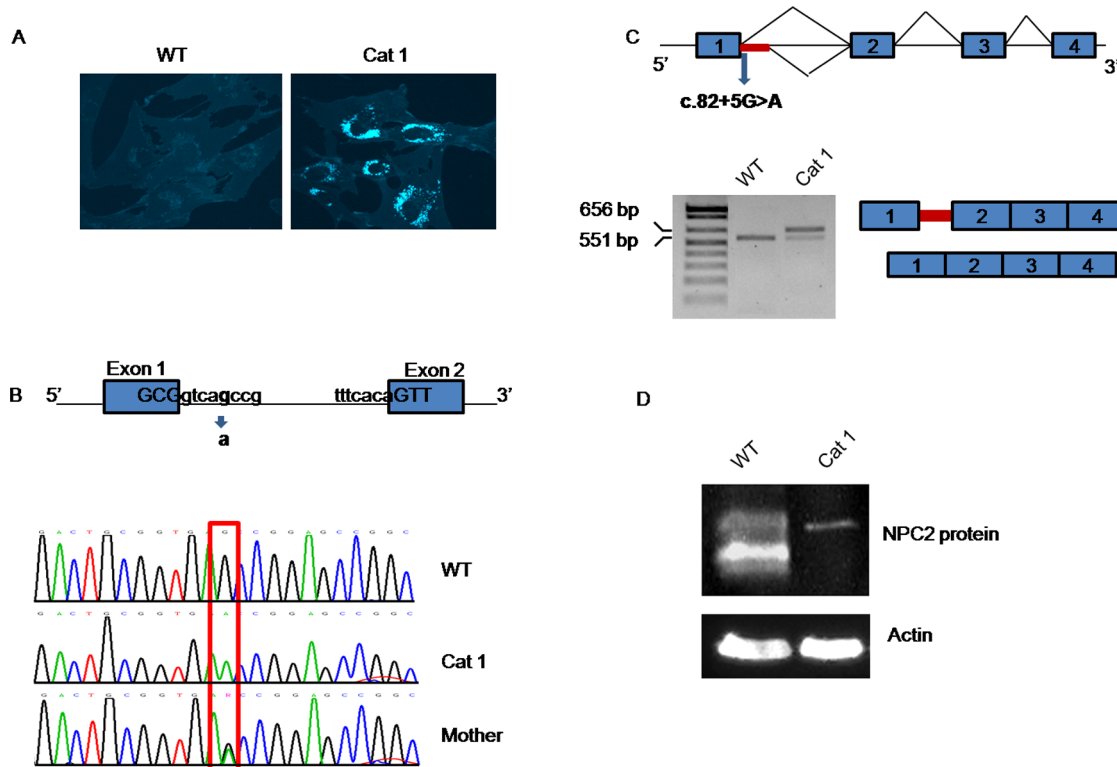 A
WT Cat 1
B
5' Exon 1 GCGgtcagccg tttcacaGTT Exon 2 3'
a
G A C T G C G G T G A G C C G G A G C C G G C
WT
G A C T G C G G T G A A C C G G A G C C G G C
Cat 1
G A C T G C G G T G A R C C G G A G C C G G C
Mother
C
1 2 3 4
5' 3'
c.82+5G>A
WT Cat 1
656 bp
551 bp
1 2 3 4
1 2 3 4
D
WT Cat 1
NPC2 protein
Actin